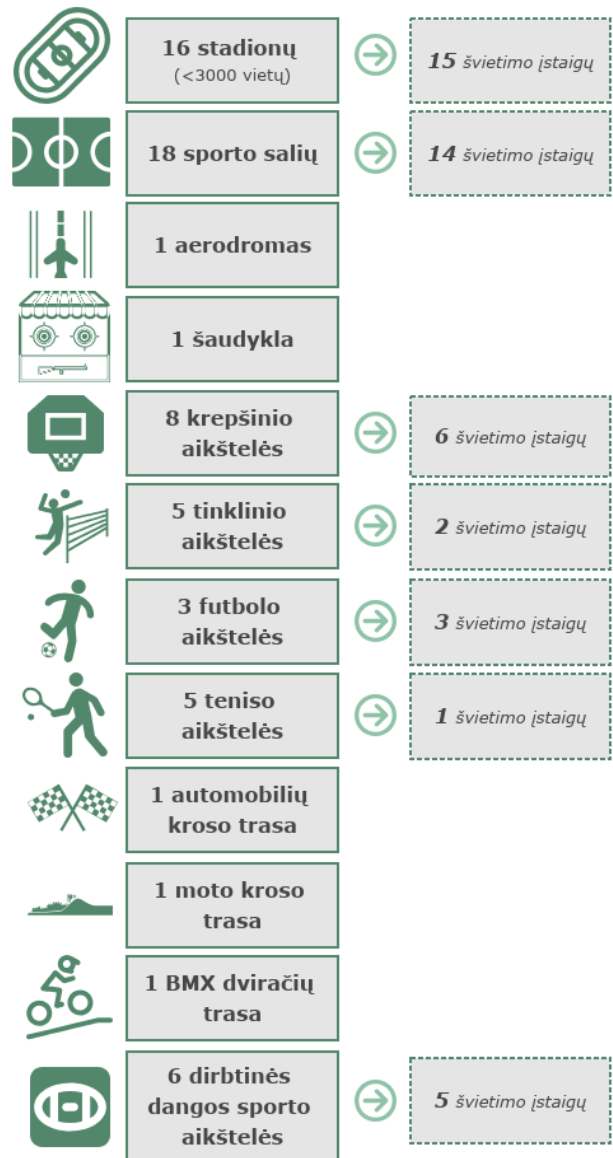 16 stadionų
(<3000 vietų)
15 švietimo įstaigų
18 sporto salių
14 švietimo įstaigų
1 aerodromas
1 šaudykla
8 krepšinio
aikštelės
6 švietimo įstaigų
5 tinklinio
aikštelės
2 švietimo įstaigų
3 futbolo
aikštelės
3 švietimo įstaigų
5 teniso
aikštelės
1 švietimo įstaigų
1 automobilių
kroso trasa
1 moto kroso
trasa
1 BMX dviračių
trasa
6 dirbtinės
dangos sporto
aikštelės
5 švietimo įstaigų